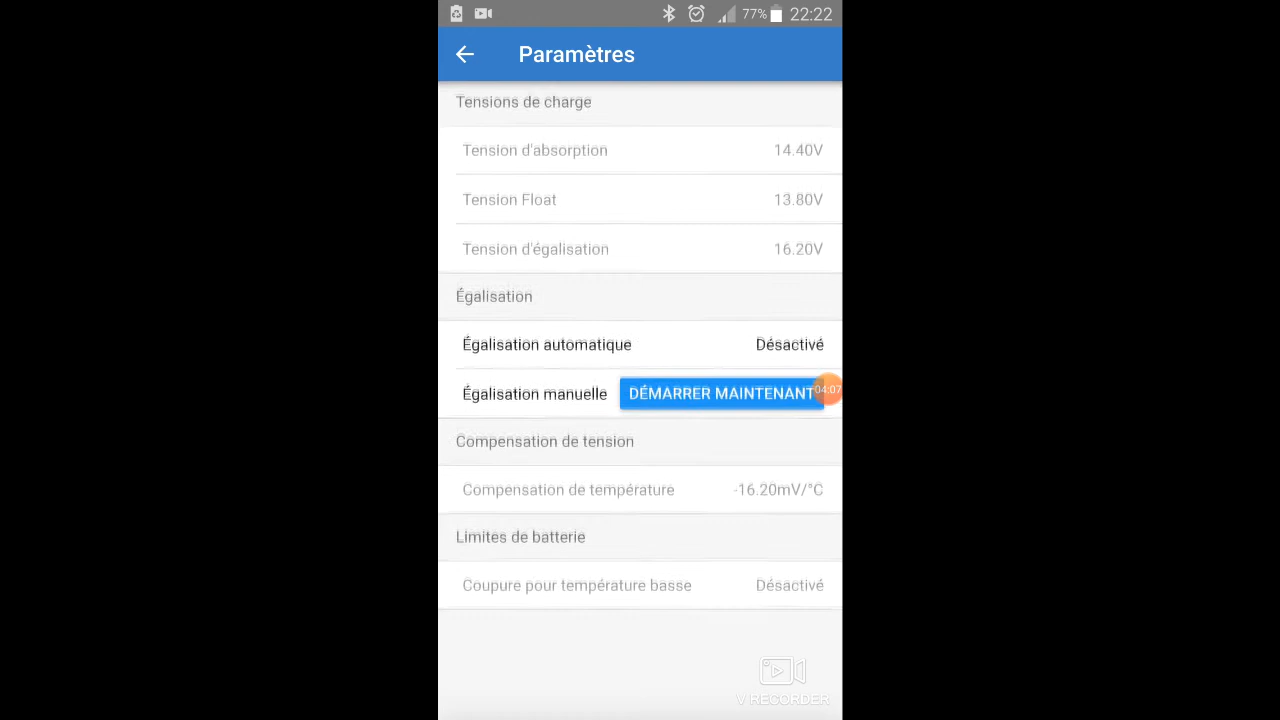 77% 22:22
Paramètres
Tensions de charge
Tension d'absorption 14.40V
Tension Float 13.80V
Tension d'égalisation 16.20V
Égalisation
Égalisation automatique Désactivé
Égalisation manuelle DÉMARRER MAINTENANT 04:07
Compensation de tension
Compensation de température -16.20mV/°C
Limites de batterie
Coupure pour température basse Désactivé
V RECORDER